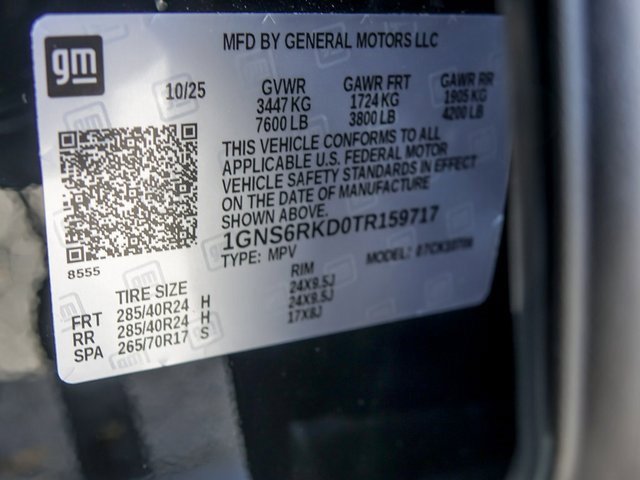 gm
MFD BY GENERAL MOTORS LLC
10/25 GVWR GAWR FRT GAWR RR
3447 KG 1724 KG 1905 KG
7600 LB 3800 LB 4200 LB
THIS VEHICLE CONFORMS TO ALL
APPLICABLE U.S. FEDERAL MOTOR
VEHICLE SAFETY STANDARDS IN EFFECT
ON THE DATE OF MANUFACTURE
SHOWN ABOVE.
1GNS6RKD0TR159717
TYPE: MPV MODEL:
8555
TIRE SIZE RIM
FRT 285/40R24 H 24X9.5J
RR 285/40R24 H 24X9.5J
SPA 265/70R17 S 17X8J